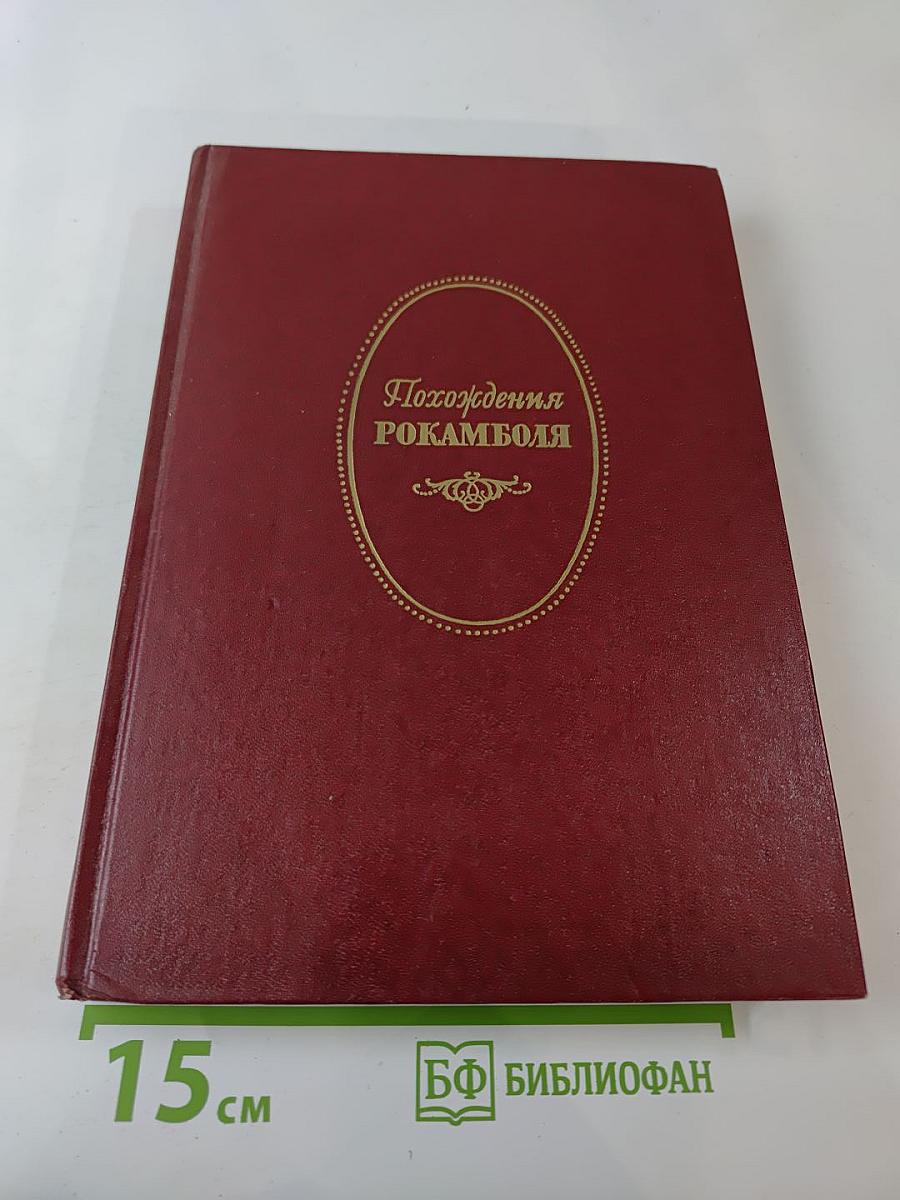 Похождения
РОКАМБОЛЯ
15 см
БФ БИБЛИОФАН